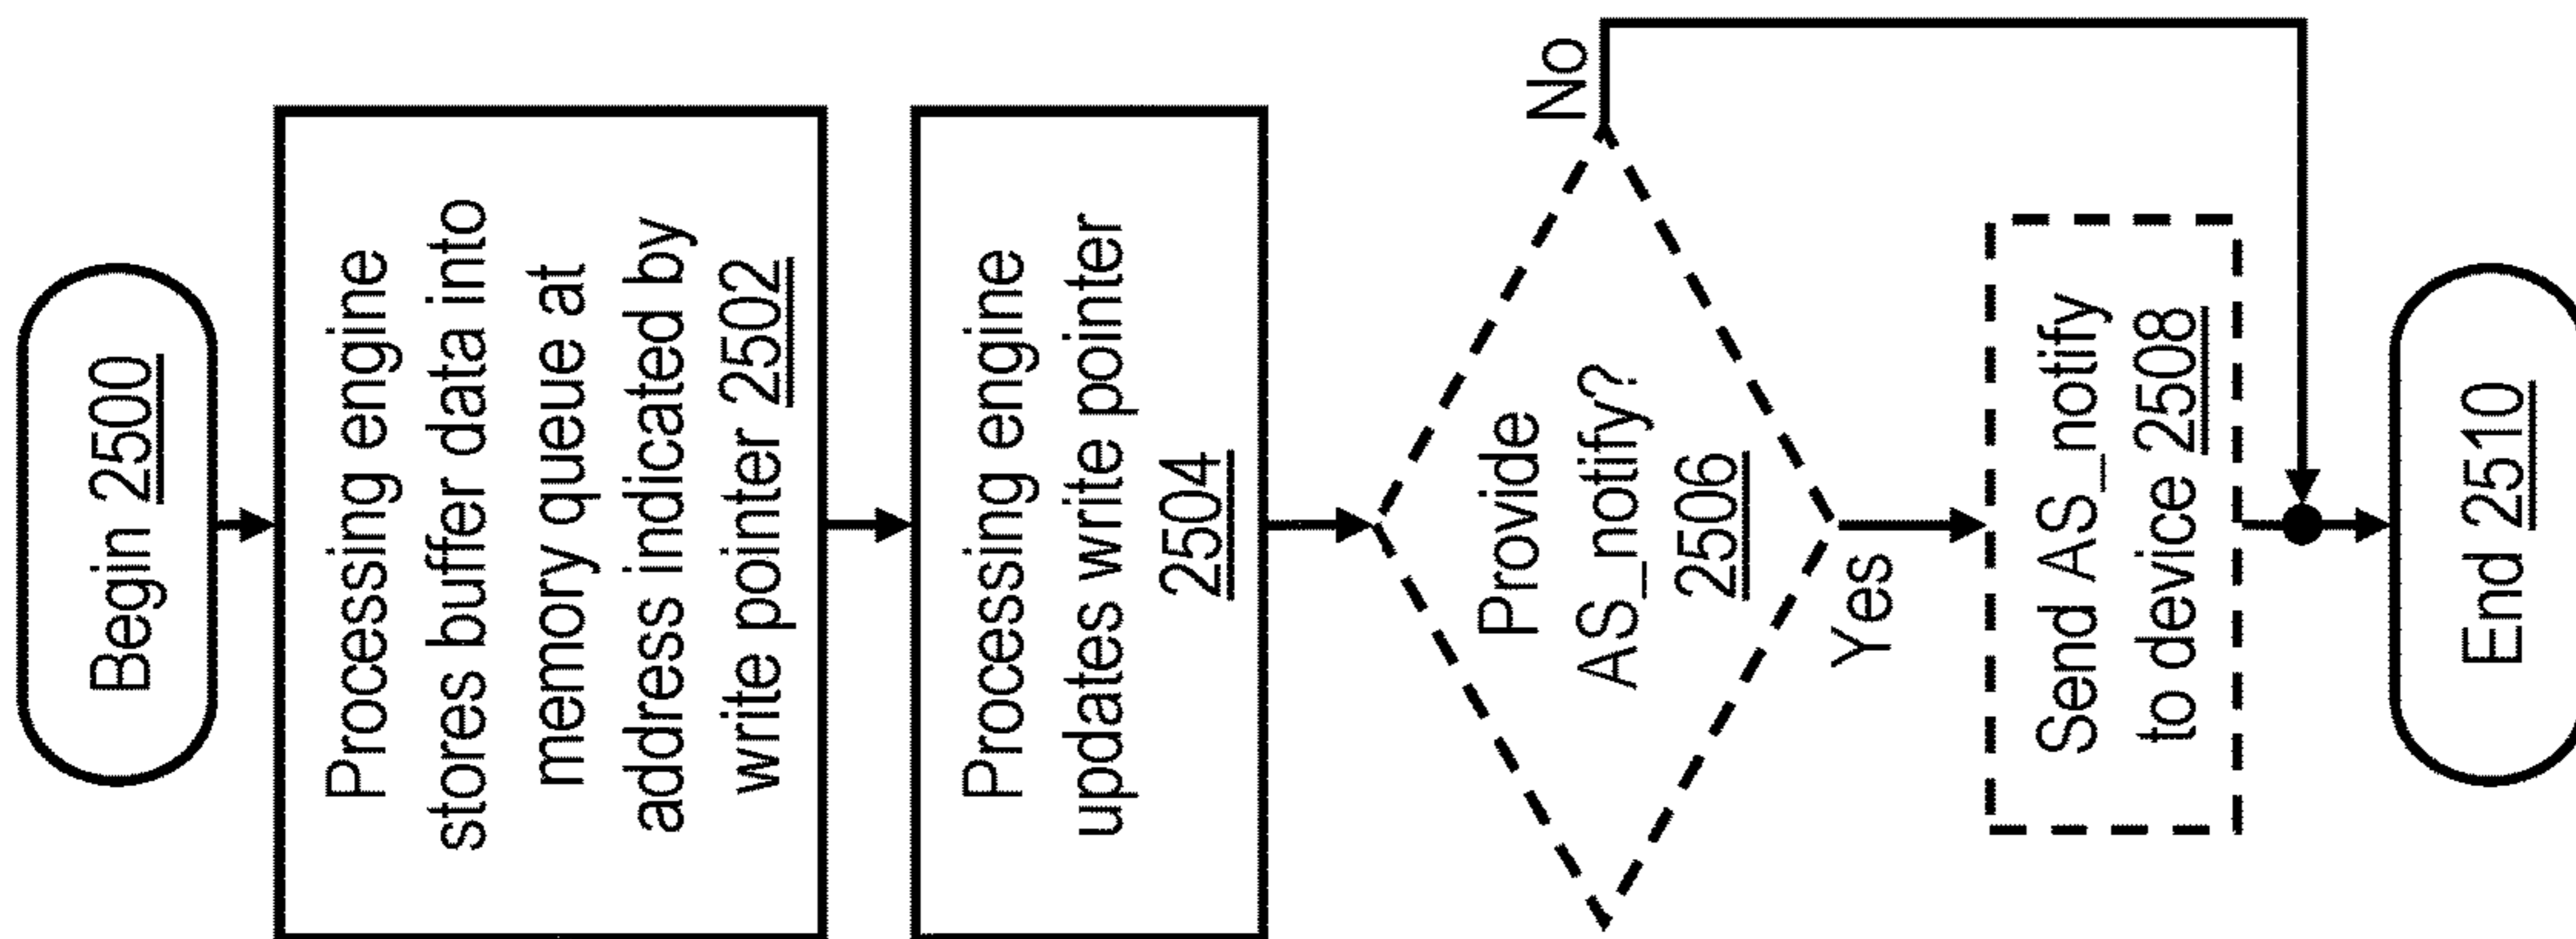 Begin 2500
Processing engine
stores buffer data into
memory queue at
address indicated by
write pointer 2502
Processing engine
updates write pointer
2504
Provide
AS_notify?
2506
No
Yes
Send AS_notify
to device 2508
End 2510